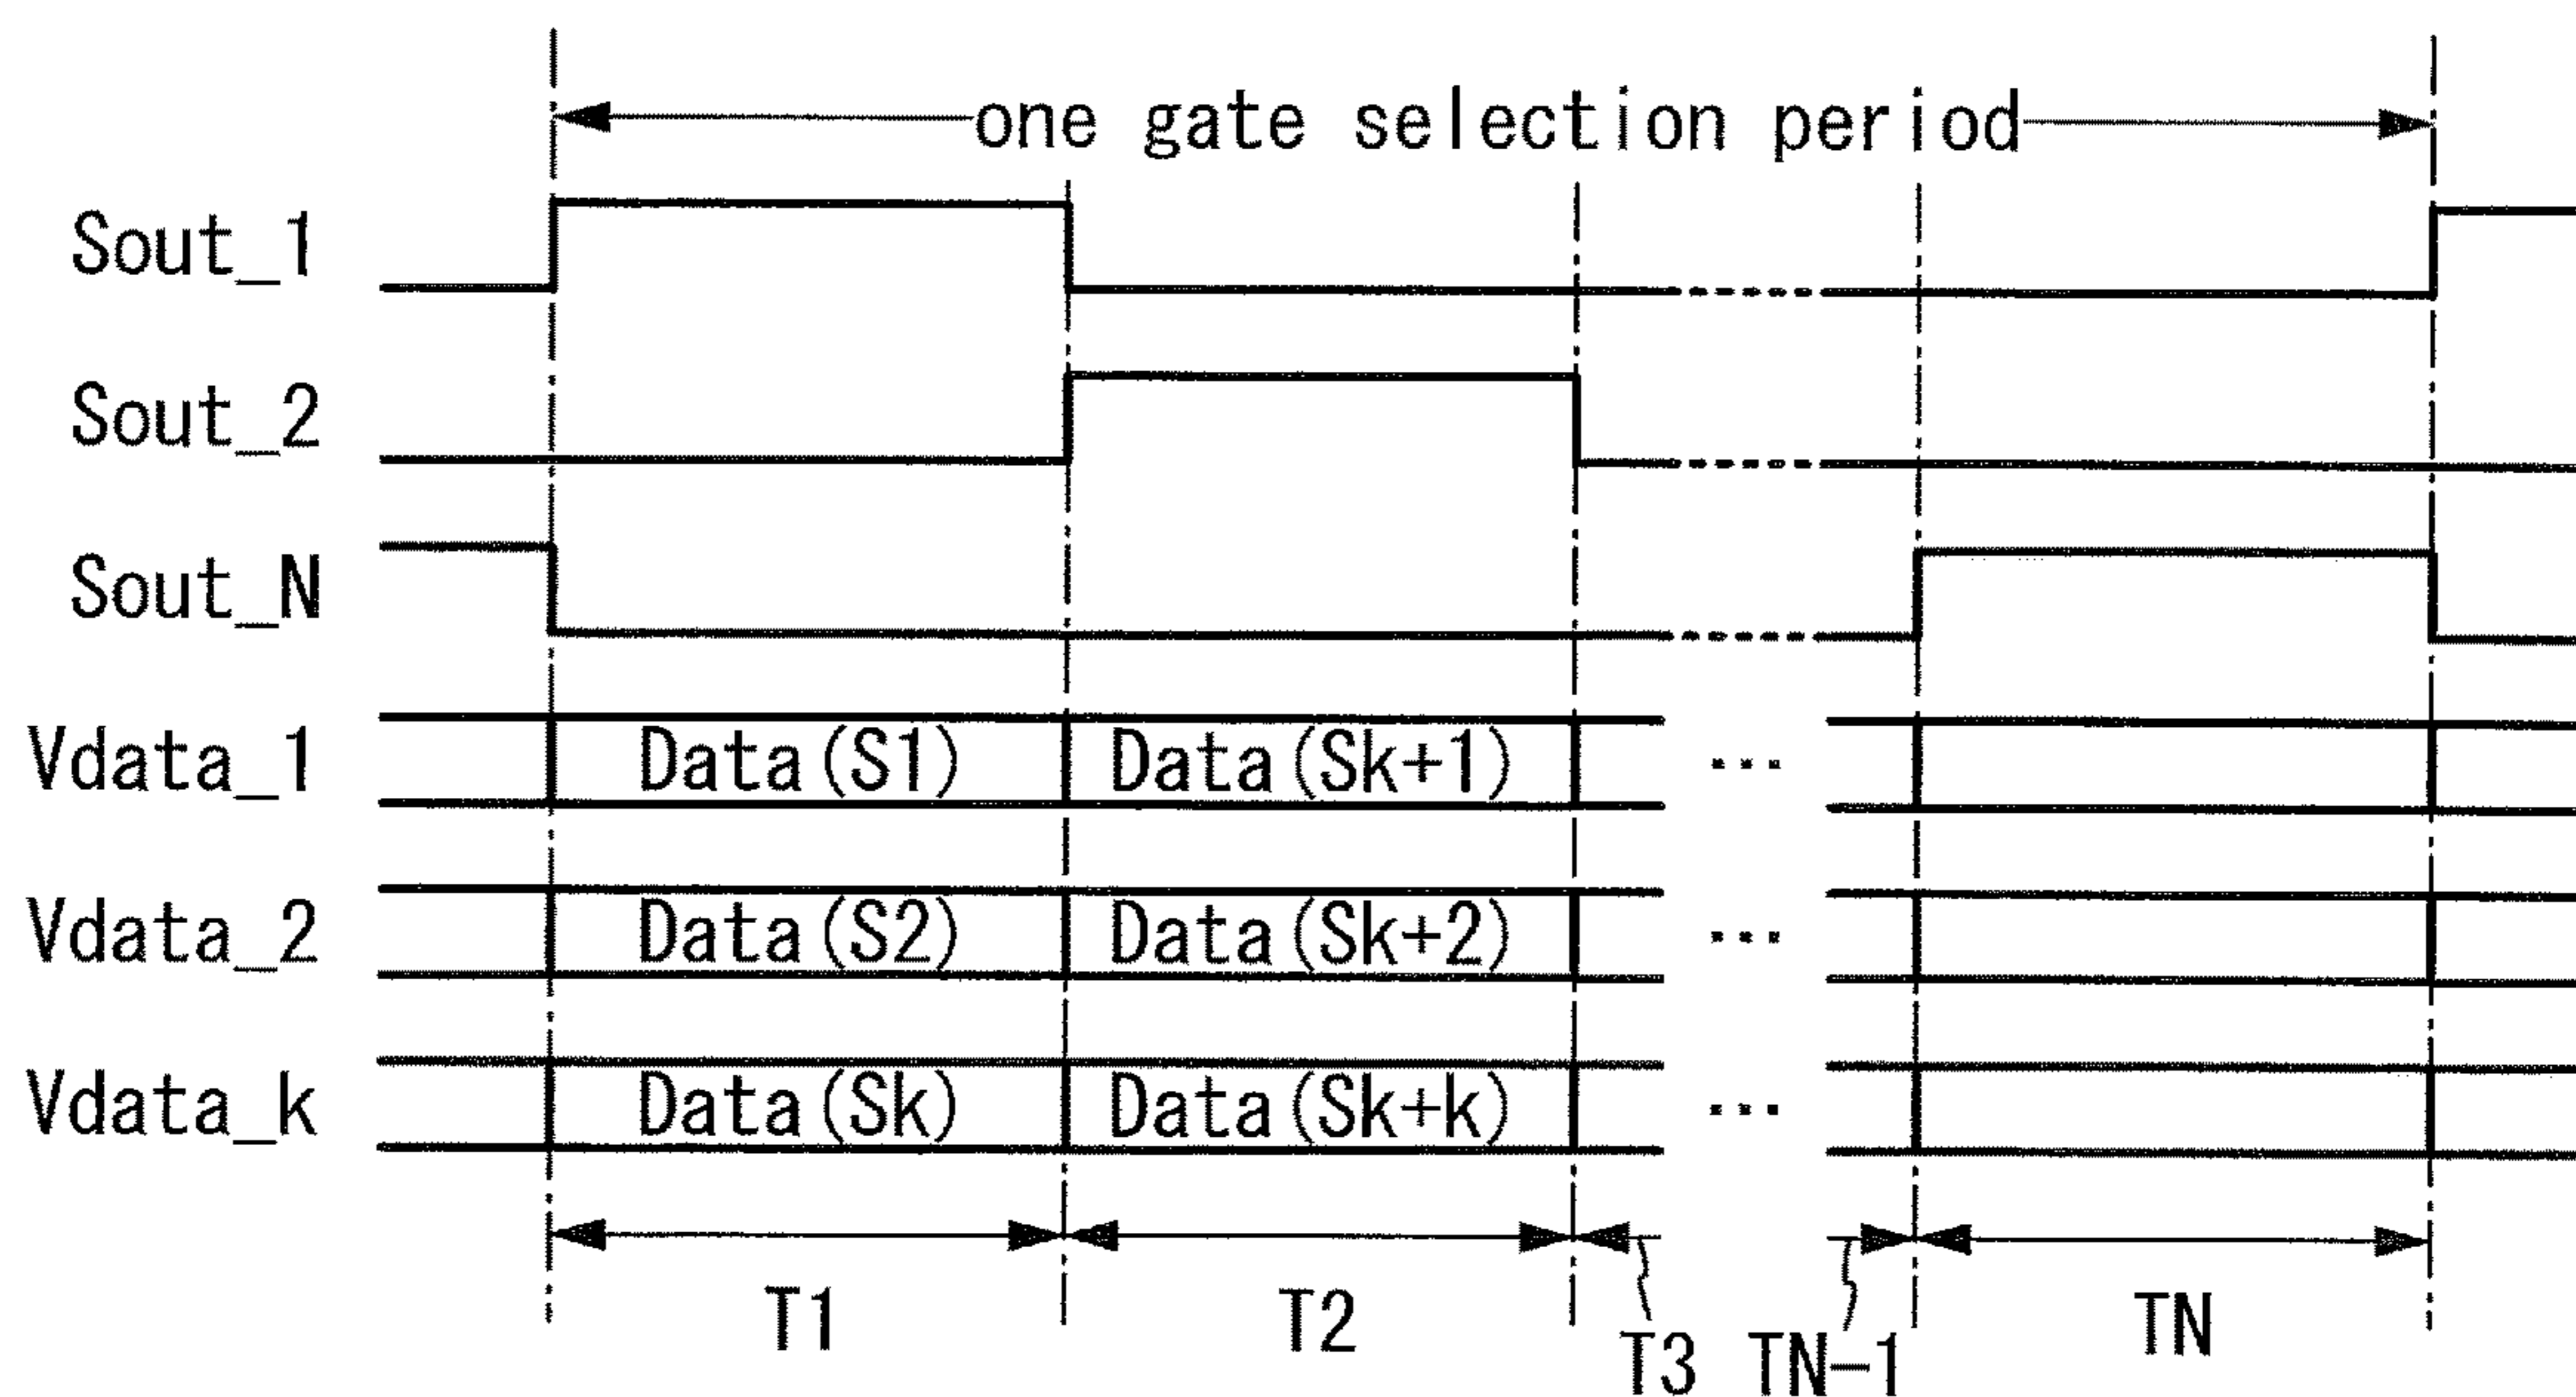 one gate selection period
Sout_1
Sout_2
Sout_N
Vdata_1 Data(S1) Data(Sk+1) ...
Vdata_2 Data(S2) Data(Sk+2) ...
Vdata_k Data(Sk) Data(Sk+k) ...
T1 T2 T3 TN-1 TN